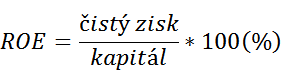 ROE = čistý zisk / kapitál * 100(%)